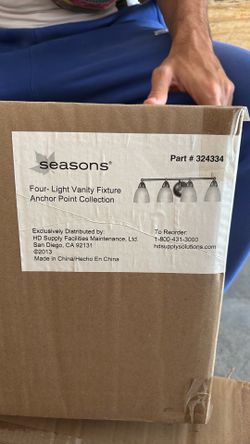 seasons®
Part # 324334
Four- Light Vanity Fixture
Anchor Point Collection
Exclusively Distributed by:
HD Supply Facilities Maintenance, Ltd.
San Diego, CA 92131
©2013
Made in China/Hecho En China
To Reorder:
1-800-431-3000
hdsupplysolutions.com